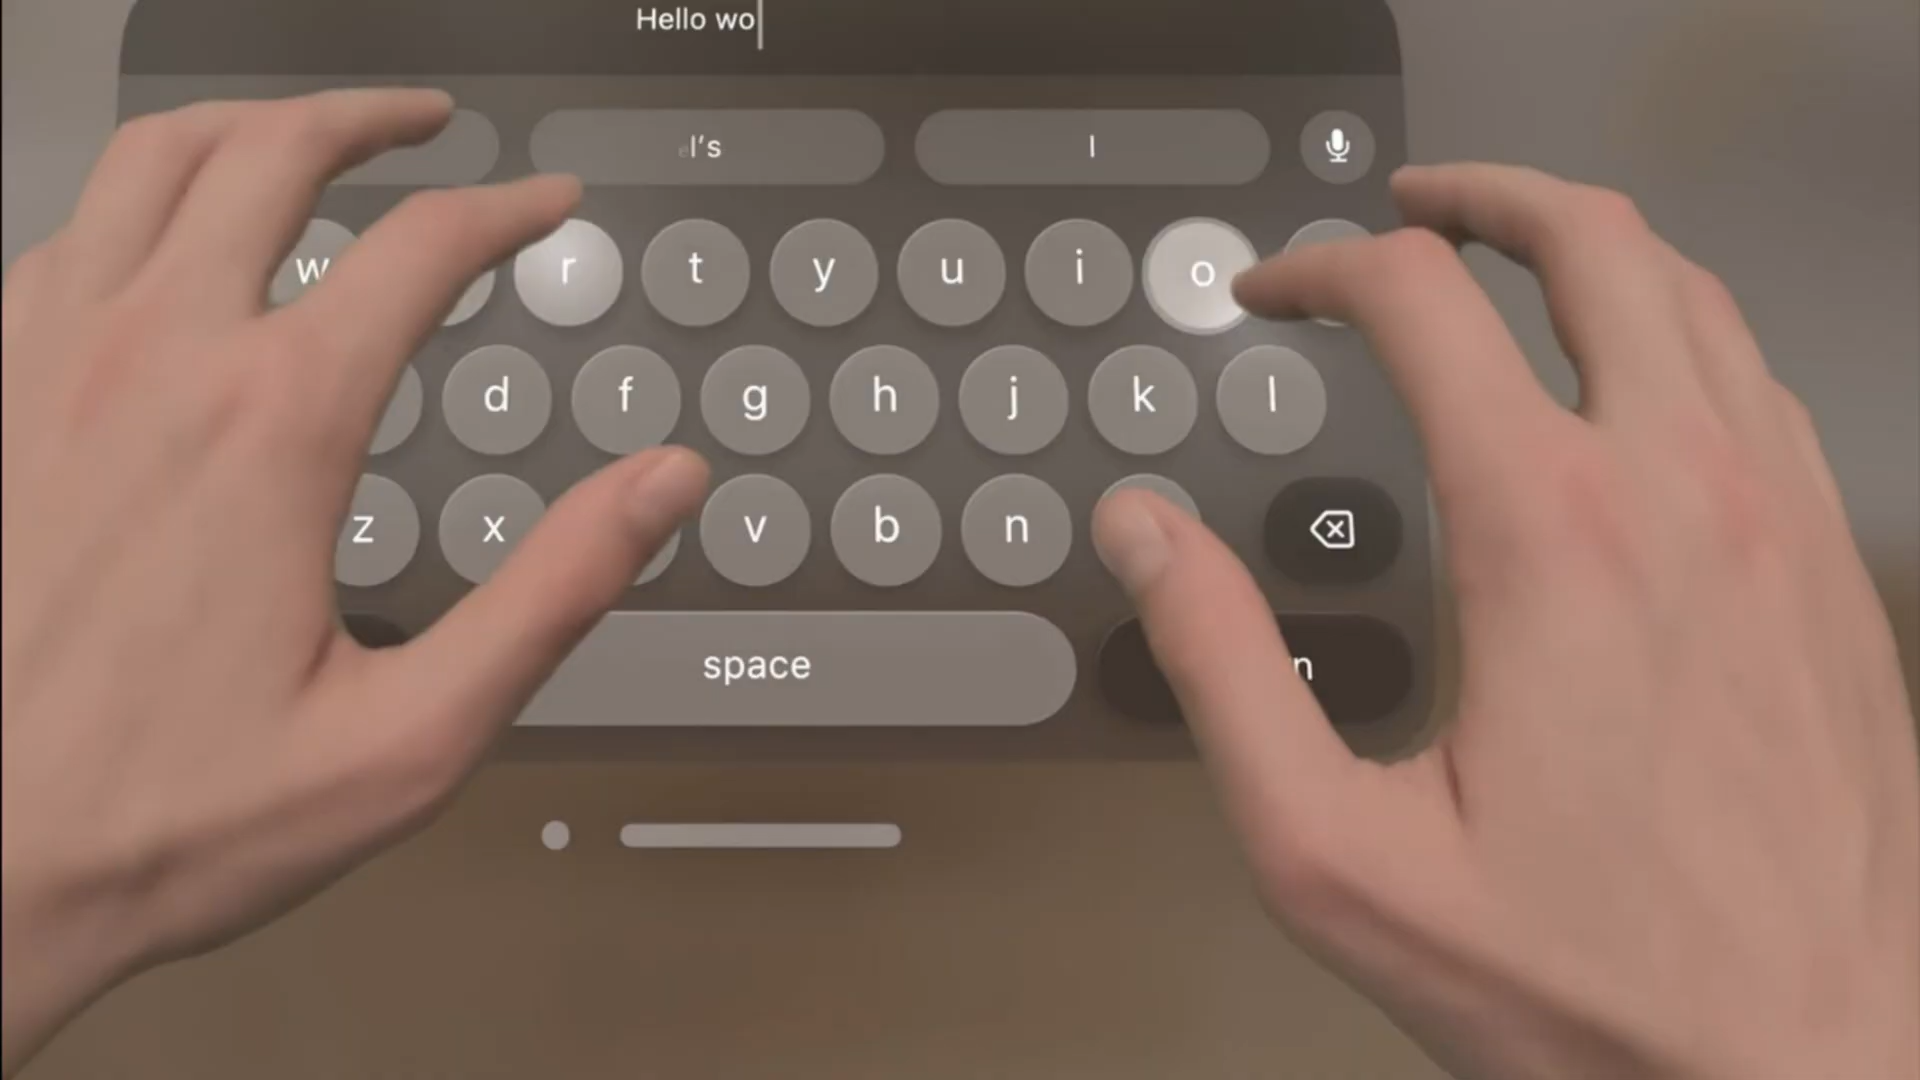 Hello wo
l's l
w r t y u i o
d f g h j k l
z x v b n
space n